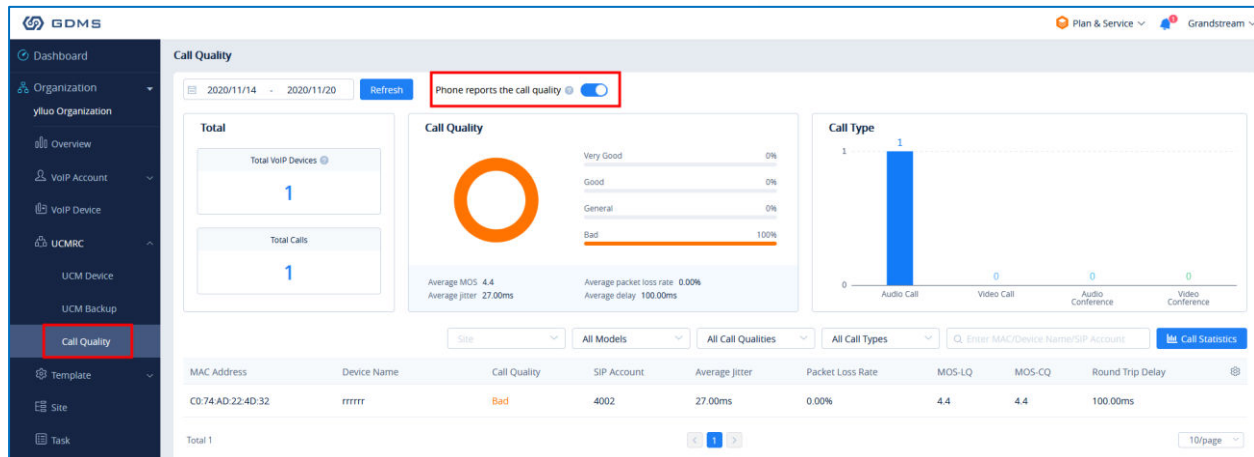 GDMS
Plan & Service
1
Grandstream
Dashboard
Organization
ylluo Organization
Overview
VoIP Account
VoIP Device
UCMRC
UCM Device
UCM Backup
Call Quality
Template
Site
Task
Call Quality
2020/11/14 - 2020/11/20 Refresh Phone reports the call quality
Total
Total VoIP Devices
1
Total Calls
1
Call Quality
Very Good 0%
Good 0%
General 0%
Bad 100%
Average MOS 4.4 Average packet loss rate 0.00%
Average jitter 27.00ms Average delay 100.00ms
Call Type
1
1
0
0 0 0
Audio Call Video Call Audio Conference Video Conference
Site All Models All Call Qualities All Call Types Enter MAC/Device Name/SIP Account Call Statistics
MAC Address Device Name Call Quality SIP Account Average Jitter Packet Loss Rate MOS-LQ MOS-CQ Round Trip Delay
C0:74:AD:22:4D:32 rrrrrr Bad 4002 27.00ms 0.00% 4.4 4.4 100.00ms
Total 1 < 1 > 10/page